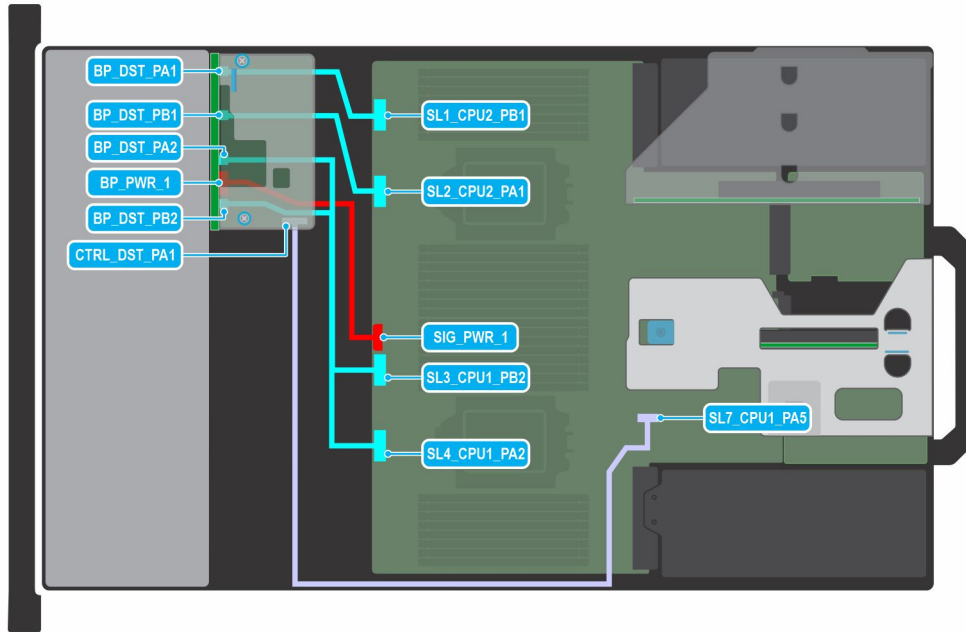 BP_DST_PA1
BP_DST_PB1
BP_DST_PA2
BP_PWR_1
BP_DST_PB2
CTRL_DST_PA1
SL1_CPU2_PB1
SL2_CPU2_PA1
SIG_PWR_1
SL3_CPU1_PB2
SL4_CPU1_PA2
SL7_CPU1_PA5